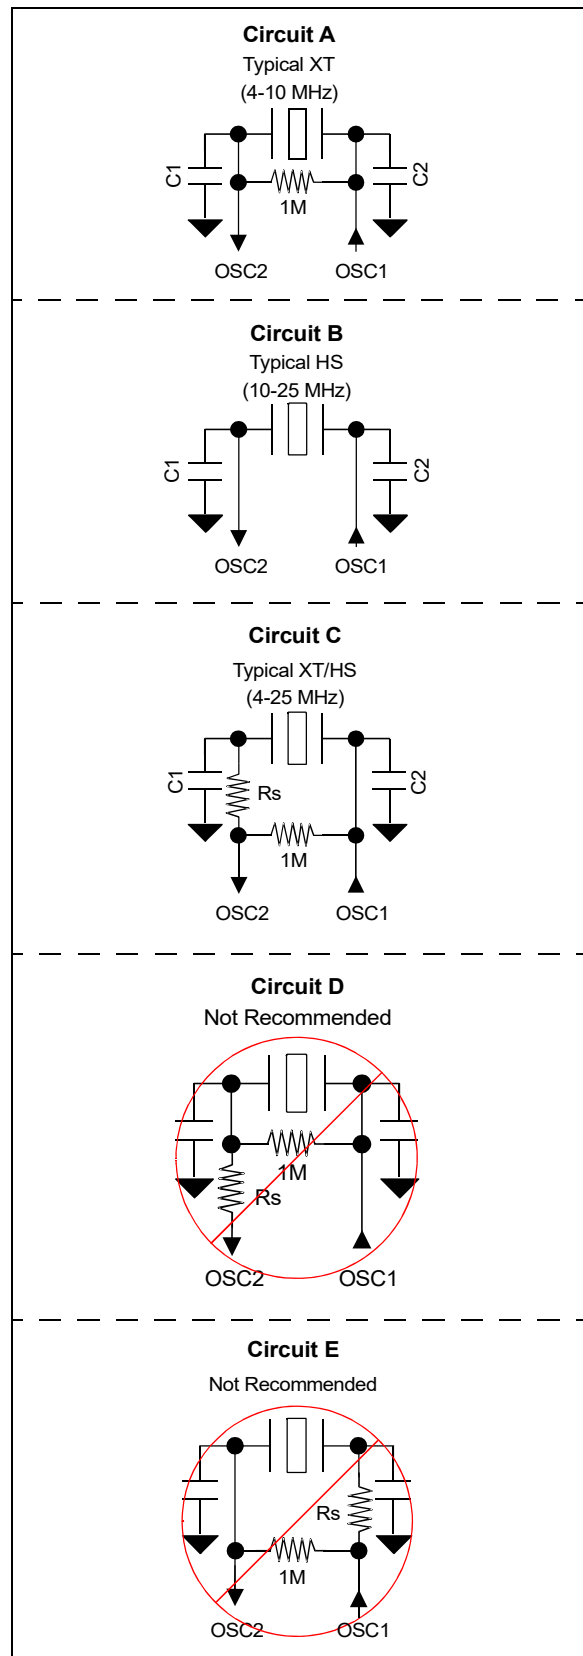 Circuit A
Typical XT
(4-10 MHz)
C1
C2
1M
OSC2 OSC1
Circuit B
Typical HS
(10-25 MHz)
C1
C2
OSC2 OSC1
Circuit C
Typical XT/HS
(4-25 MHz)
C1
Rs
C2
1M
OSC2 OSC1
Circuit D
Not Recommended
1M
Rs
OSC2 OSC1
Circuit E
Not Recommended
Rs
1M
OSC2 OSC1